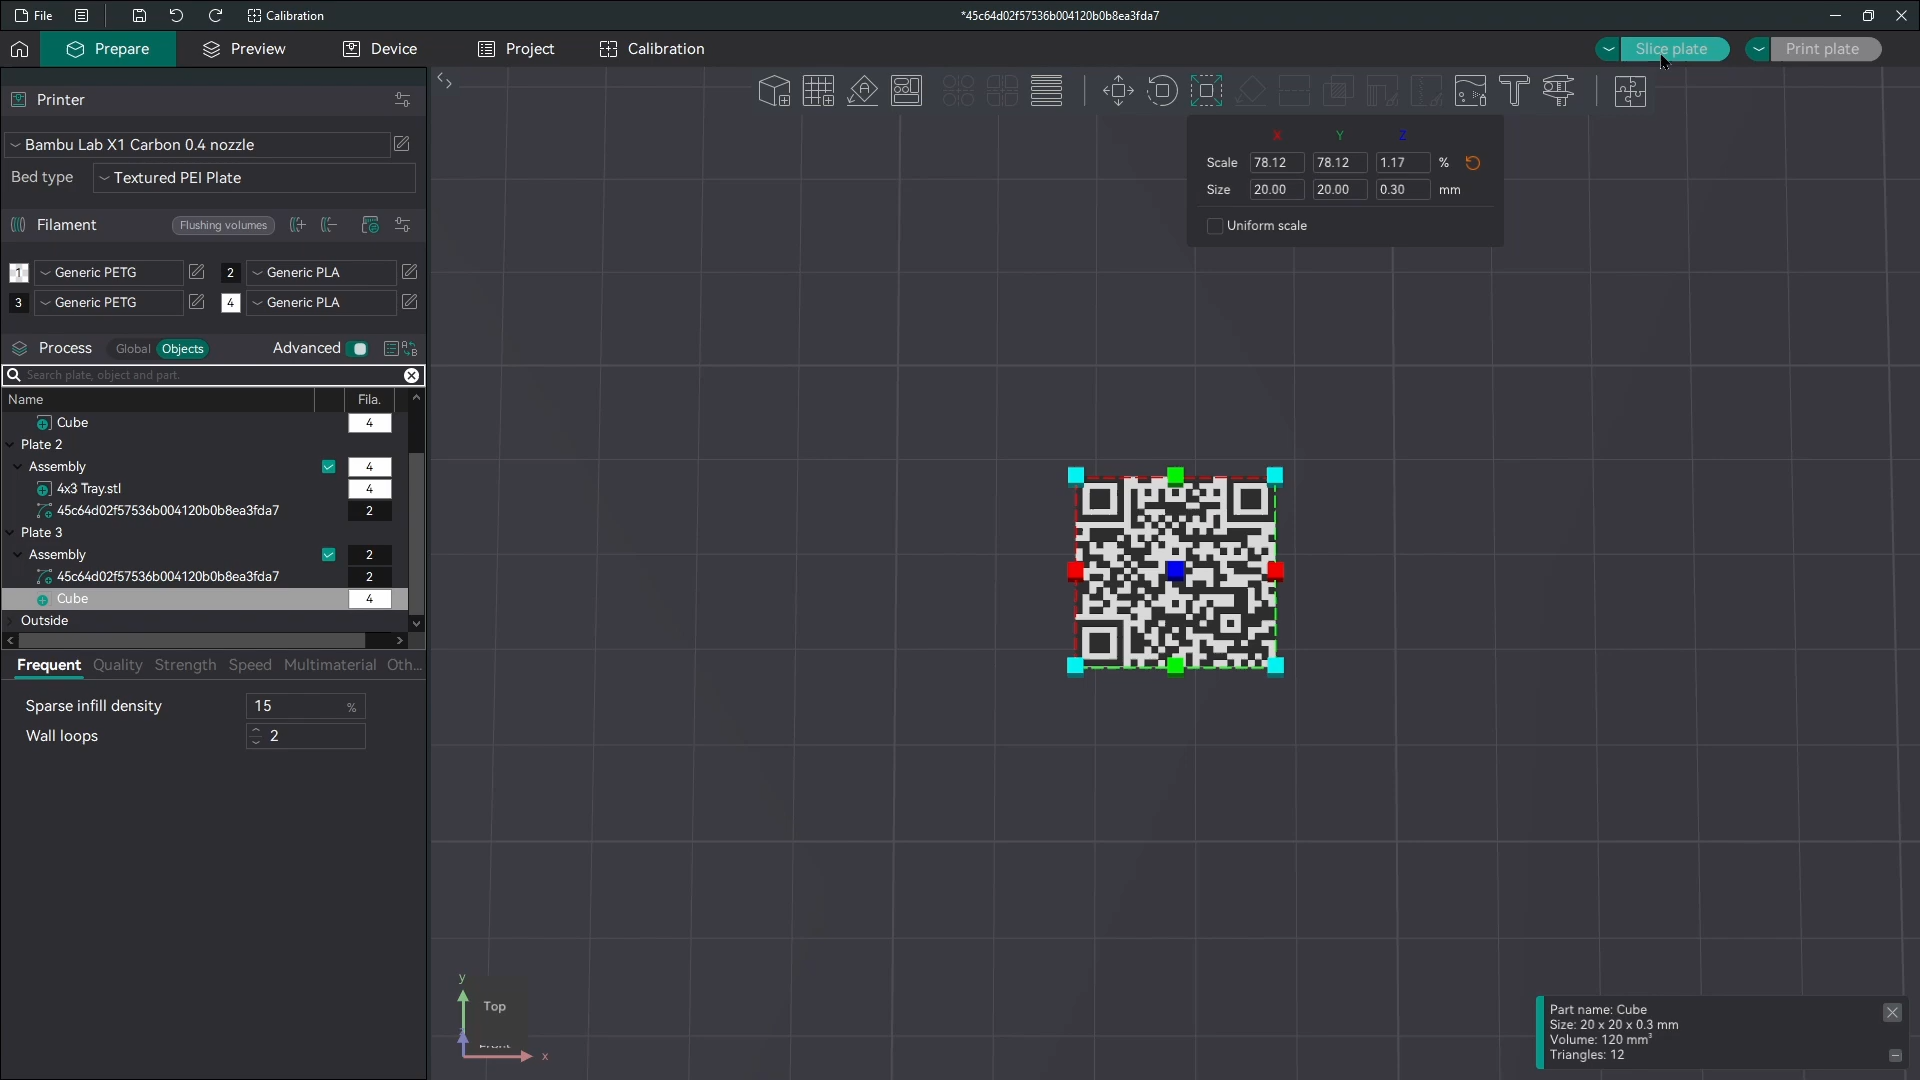 File
Calibration
*45c64d02f57536b004120b0b8ea3fda7
Prepare
Preview
Device
Project
Calibration
Slice plate
Print plate
Printer
Bambu Lab X1 Carbon 0.4 nozzle
Bed type
Textured PEI Plate
Filament
Flushing volumes
1 Generic PETG
2 Generic PLA
3 Generic PETG
4 Generic PLA
Process
Global
Objects
Advanced
Search plate, object and part.
Name
Fila.
Cube 4
Plate 2
Assembly 4
4x3 Tray.stl 4
45c64d02f57536b004120b0b8ea3fda7 2
Plate 3
Assembly 2
45c64d02f57536b004120b0b8ea3fda7 2
Cube 4
Outside
Frequent Quality Strength Speed Multimaterial Oth...
Sparse infill density 15 %
Wall loops 2
X Y Z
Scale 78.12 78.12 1.17 %
Size 20.00 20.00 0.30 mm
Uniform scale
y
Top
x
Part name: Cube
Size: 20 x 20 x 0.3 mm
Volume: 120 mm³
Triangles: 12